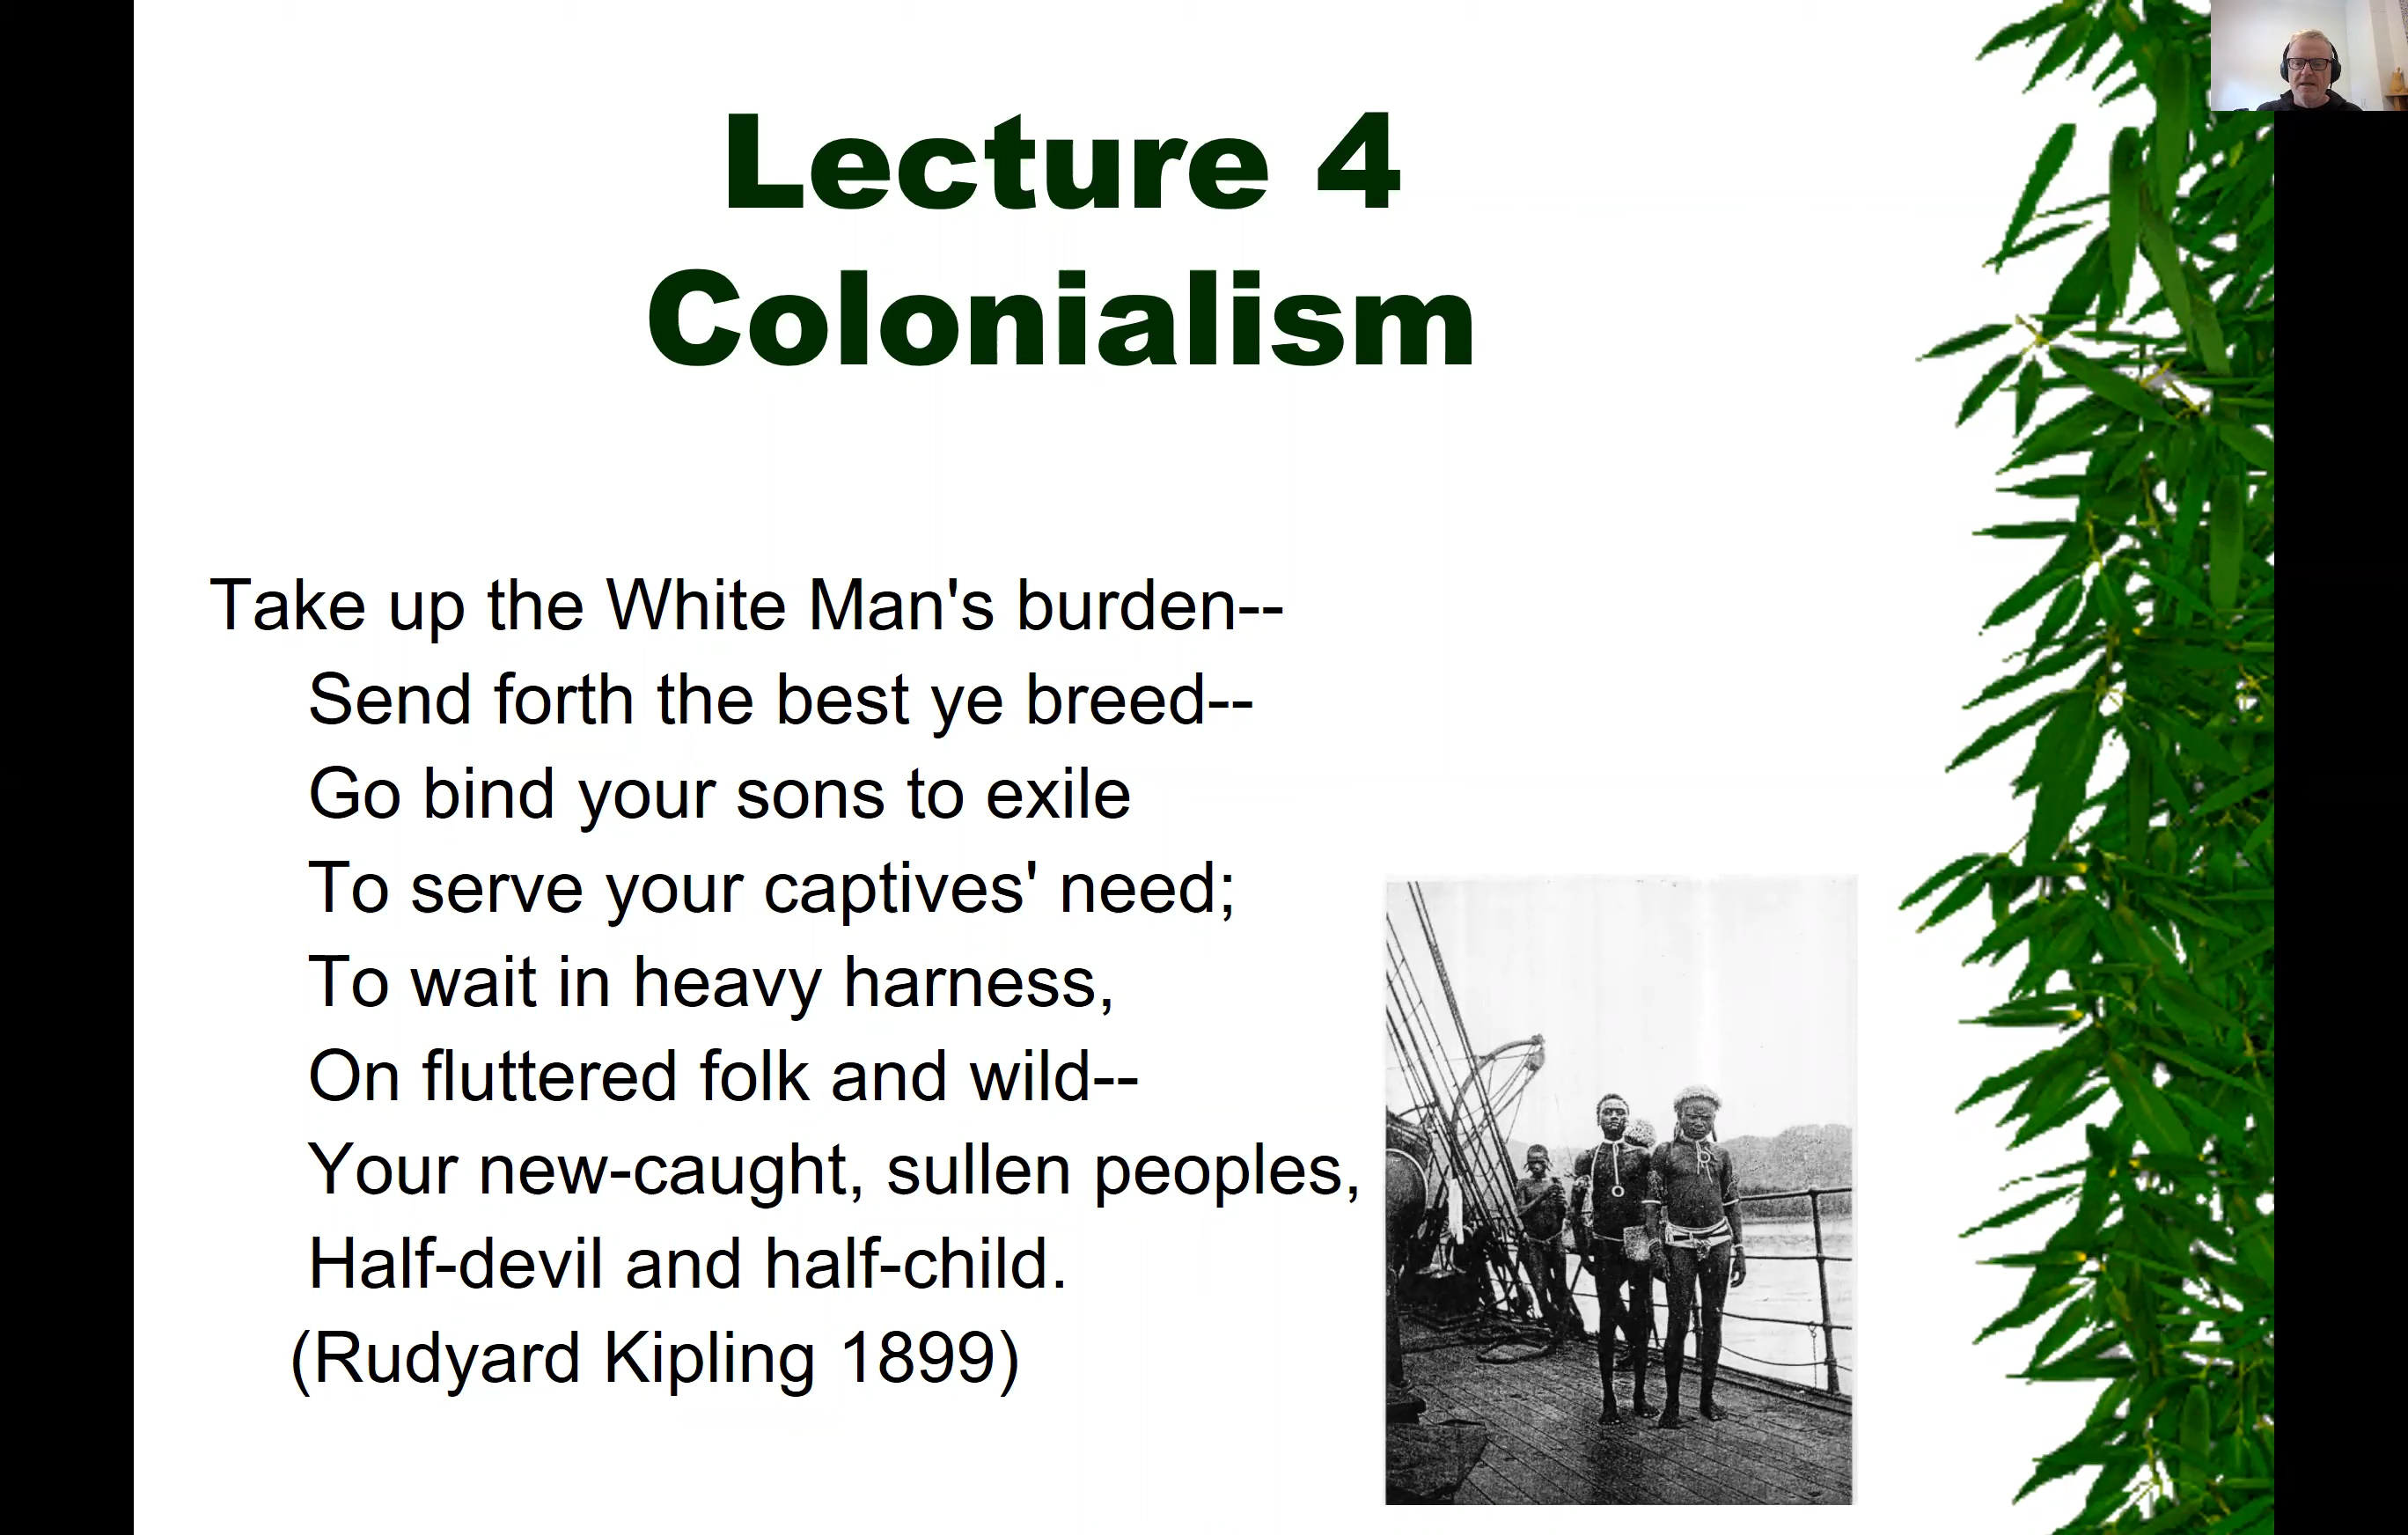 Lecture 4
Colonialism
Take up the White Man's burden--
Send forth the best ye breed--
Go bind your sons to exile
To serve your captives' need;
To wait in heavy harness,
On fluttered folk and wild--
Your new-caught, sullen peoples,
Half-devil and half-child.
(Rudyard Kipling 1899)